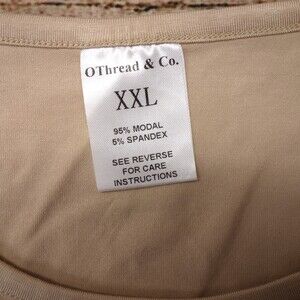 OThread & Co.
XXL
95% MODAL
5% SPANDEX
SEE REVERSE
FOR CARE
INSTRUCTIONS